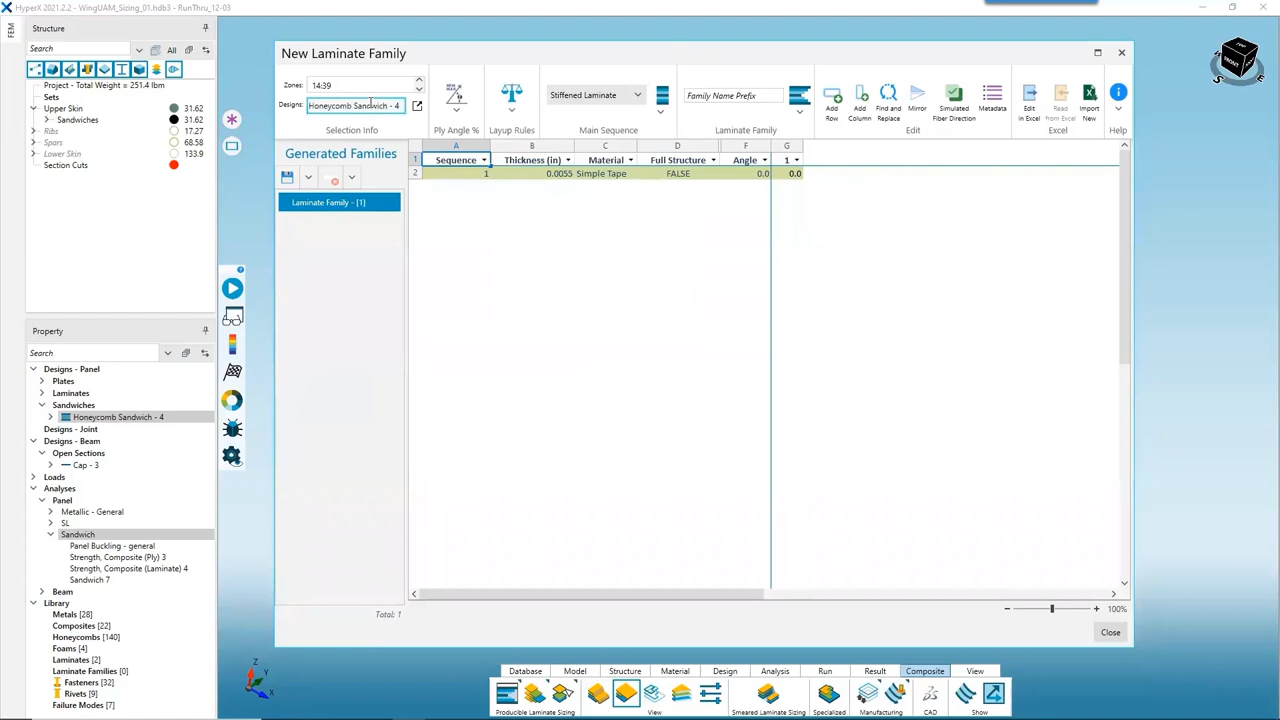 HyperX 2021.2.2 - WingUAM_Sizing_01.hdb3 - RunThru_12-03
FEM
Structure
Search
All
Project - Total Weight = 251.4 lbm
Sets
Upper Skin 31.62
Sandwiches 31.62
Ribs 17.27
Spars 68.58
Lower Skin 133.9
Section Cuts
Property
Search
Designs - Panel
Plates
Laminates
Sandwiches
Honeycomb Sandwich - 4
Designs - Joint
Designs - Beam
Open Sections
Cap - 3
Loads
Analyses
Panel
Metallic - General
SL
Sandwich
Panel Buckling - general
Strength, Composite (Ply) 3
Strength, Composite (Laminate) 4
Sandwich 7
Beam
Library
Metals [28]
Composites [22]
Honeycombs [140]
Foams [4]
Laminates [2]
Laminate Families [0]
Fasteners [32]
Rivets [9]
Failure Modes [7]
New Laminate Family
Zones: 14:39
Designs: Honeycomb Sandwich - 4
Selection Info
Ply Angle %
Layup Rules
Stiffened Laminate
Main Sequence
Family Name Prefix
Laminate Family
Add Row
Add Column
Find and Replace
Mirror
Simulated Fiber Direction
Metadata
Edit
Edit in Excel
Read from Excel
Import New
Excel
Help
Generated Families
Laminate Family - [1]
Total: 1
A B C D F G
1 Sequence Thickness (in) Material Full Structure Angle 1
2 1 0.0055 Simple Tape FALSE 0.0 0.0
100%
Close
Z
Y
X
TOP
FRONT
S
E
Database Model Structure Material Design Analysis Run Result Composite View
Producible Laminate Sizing
View
Smeared Laminate Sizing
Specialized
Manufacturing
CAD
Show